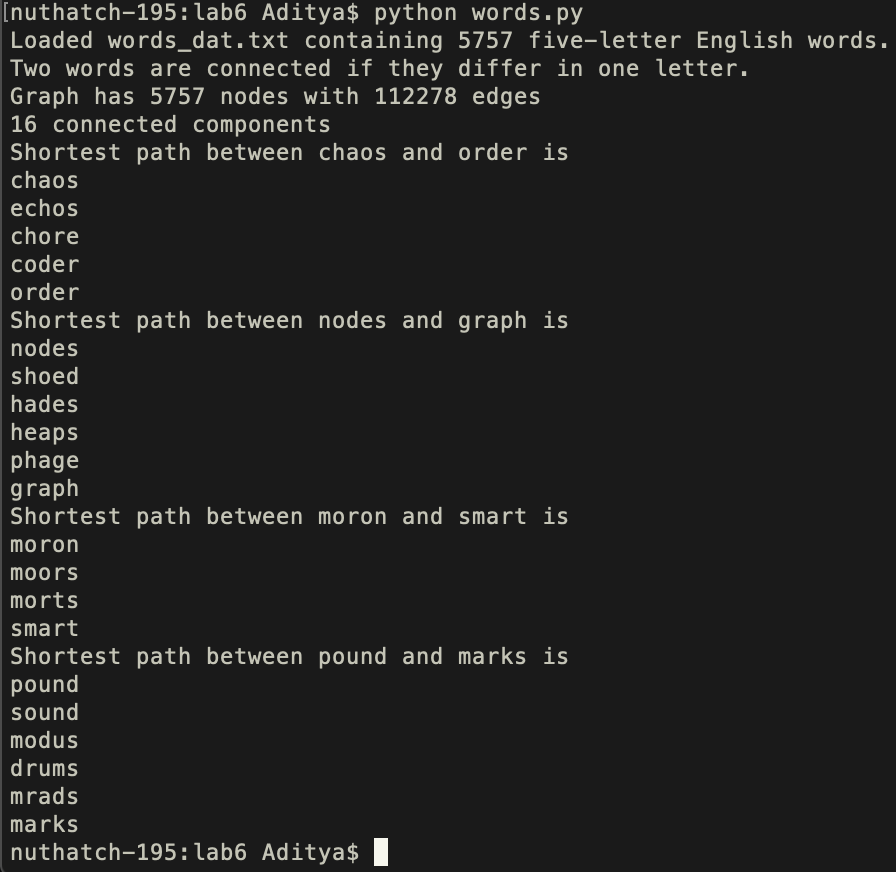 [nuthatch-195:lab6 Aditya$ python words.py
Loaded words_dat.txt containing 5757 five-letter English words.
Two words are connected if they differ in one letter.
Graph has 5757 nodes with 112278 edges
16 connected components
Shortest path between chaos and order is
chaos
echos
chore
coder
order
Shortest path between nodes and graph is
nodes
shoed
hades
heaps
phage
graph
Shortest path between moron and smart is
moron
moors
morts
smart
Shortest path between pound and marks is
pound
sound
modus
drums
mrads
marks
nuthatch-195:lab6 Aditya$